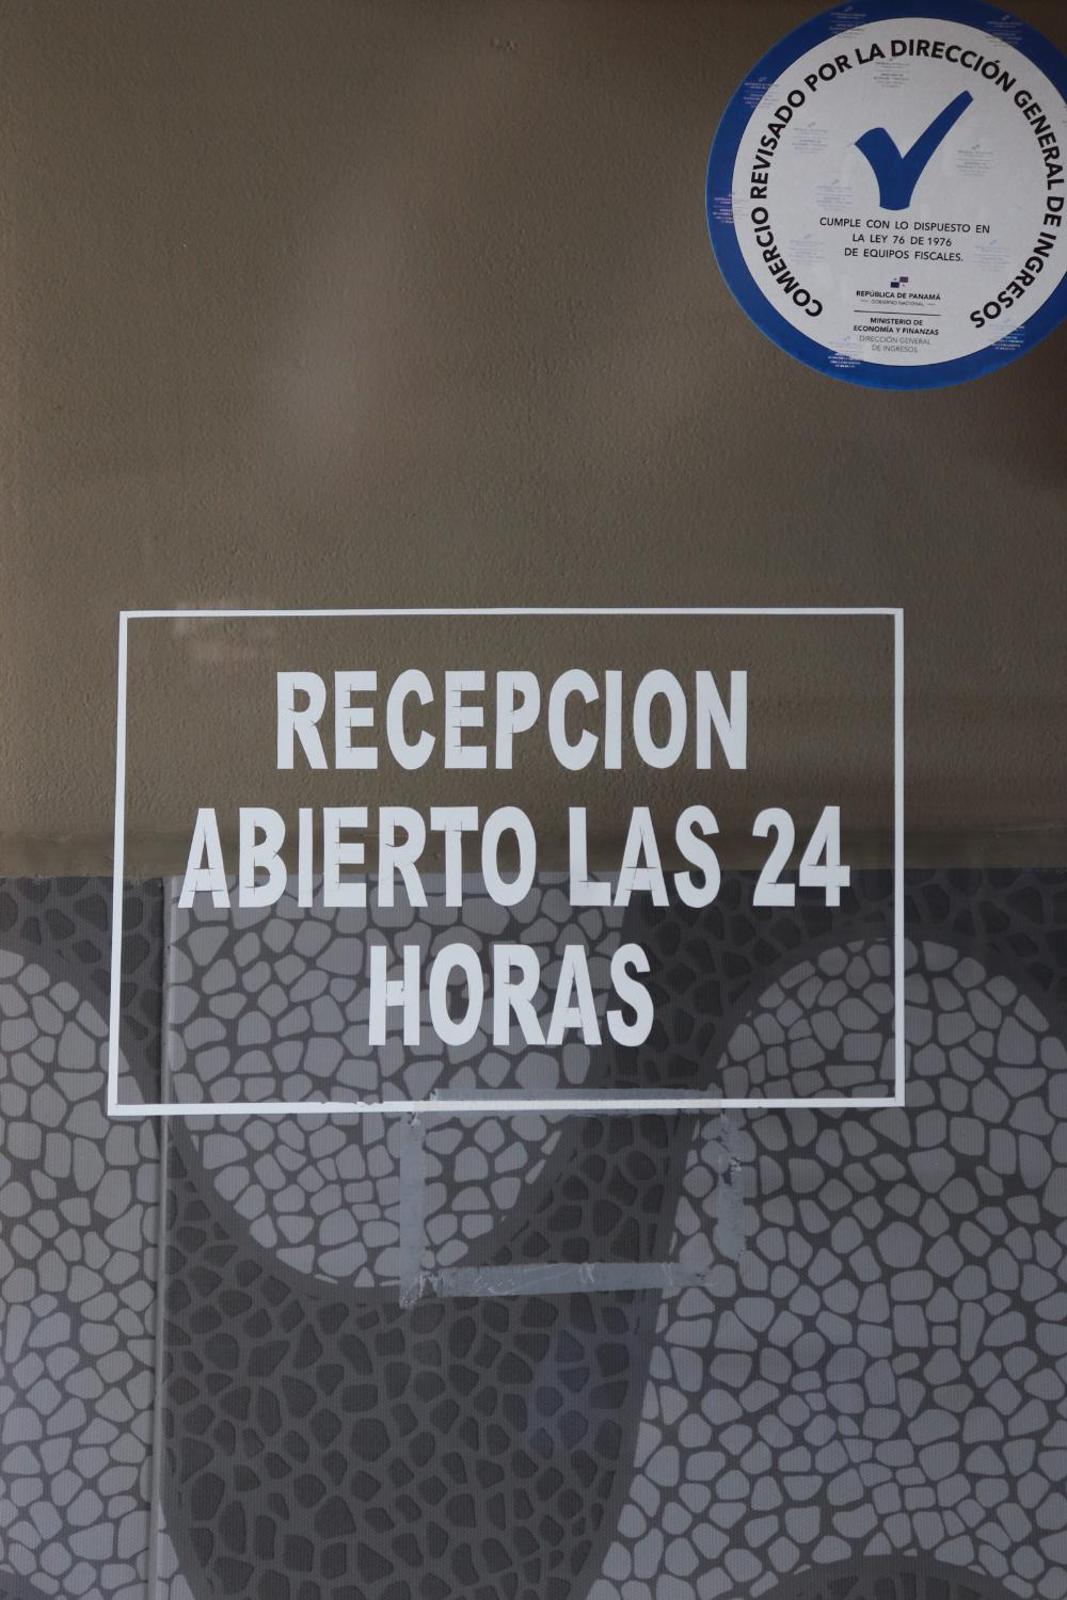 COMERCIO REVISADO POR LA DIRECCIÓN GENERAL DE INGRESOS
CUMPLE CON LO DISPUESTO EN
LA LEY 76 DE 1976
DE EQUIPOS FISCALES.
REPÚBLICA DE PANAMÁ
— GOBIERNO NACIONAL —
MINISTERIO DE
ECONOMÍA Y FINANZAS
DIRECCIÓN GENERAL
DE INGRESOS
RECEPCION
ABIERTO LAS 24
HORAS